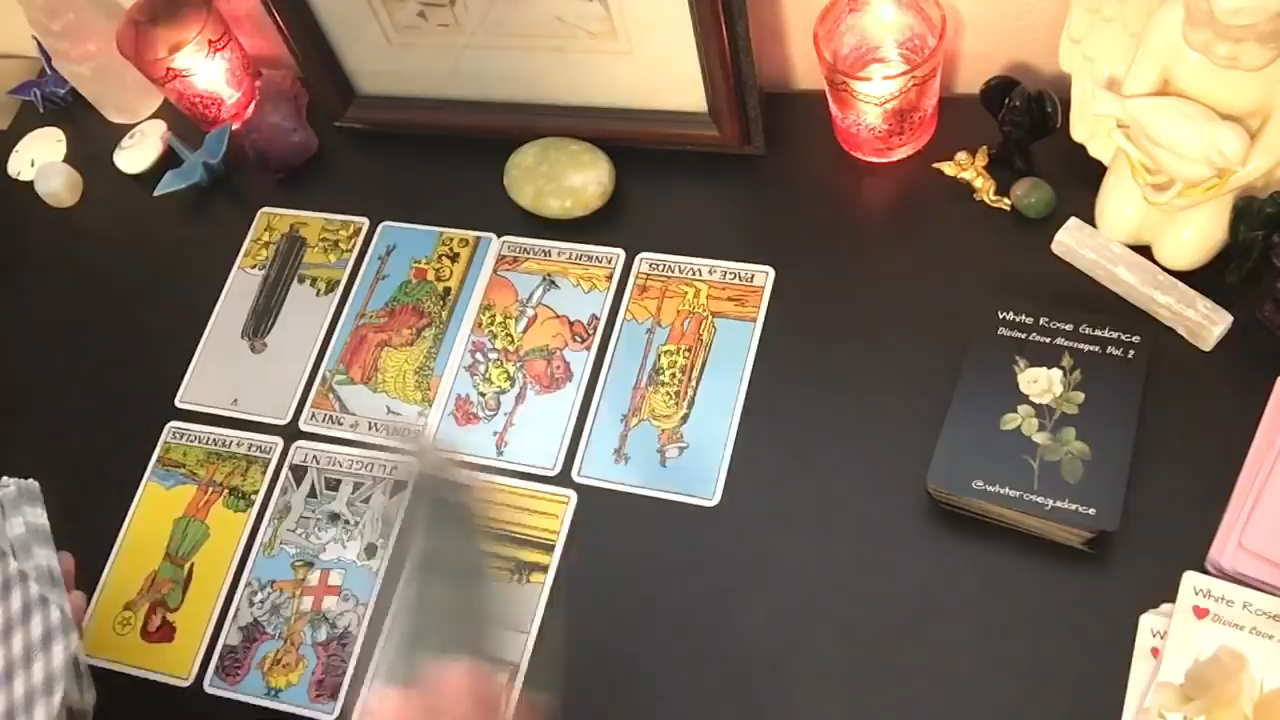 KNIGHT of WANDS
PAGE of WANDS.
V
KING of WANDS
PAGE of PENTACLES
JUDGEMENT
White Rose Guidance
Divine Love Messages, Vol. 2
@whiteroseguidance
White Rose
Divine Love
W